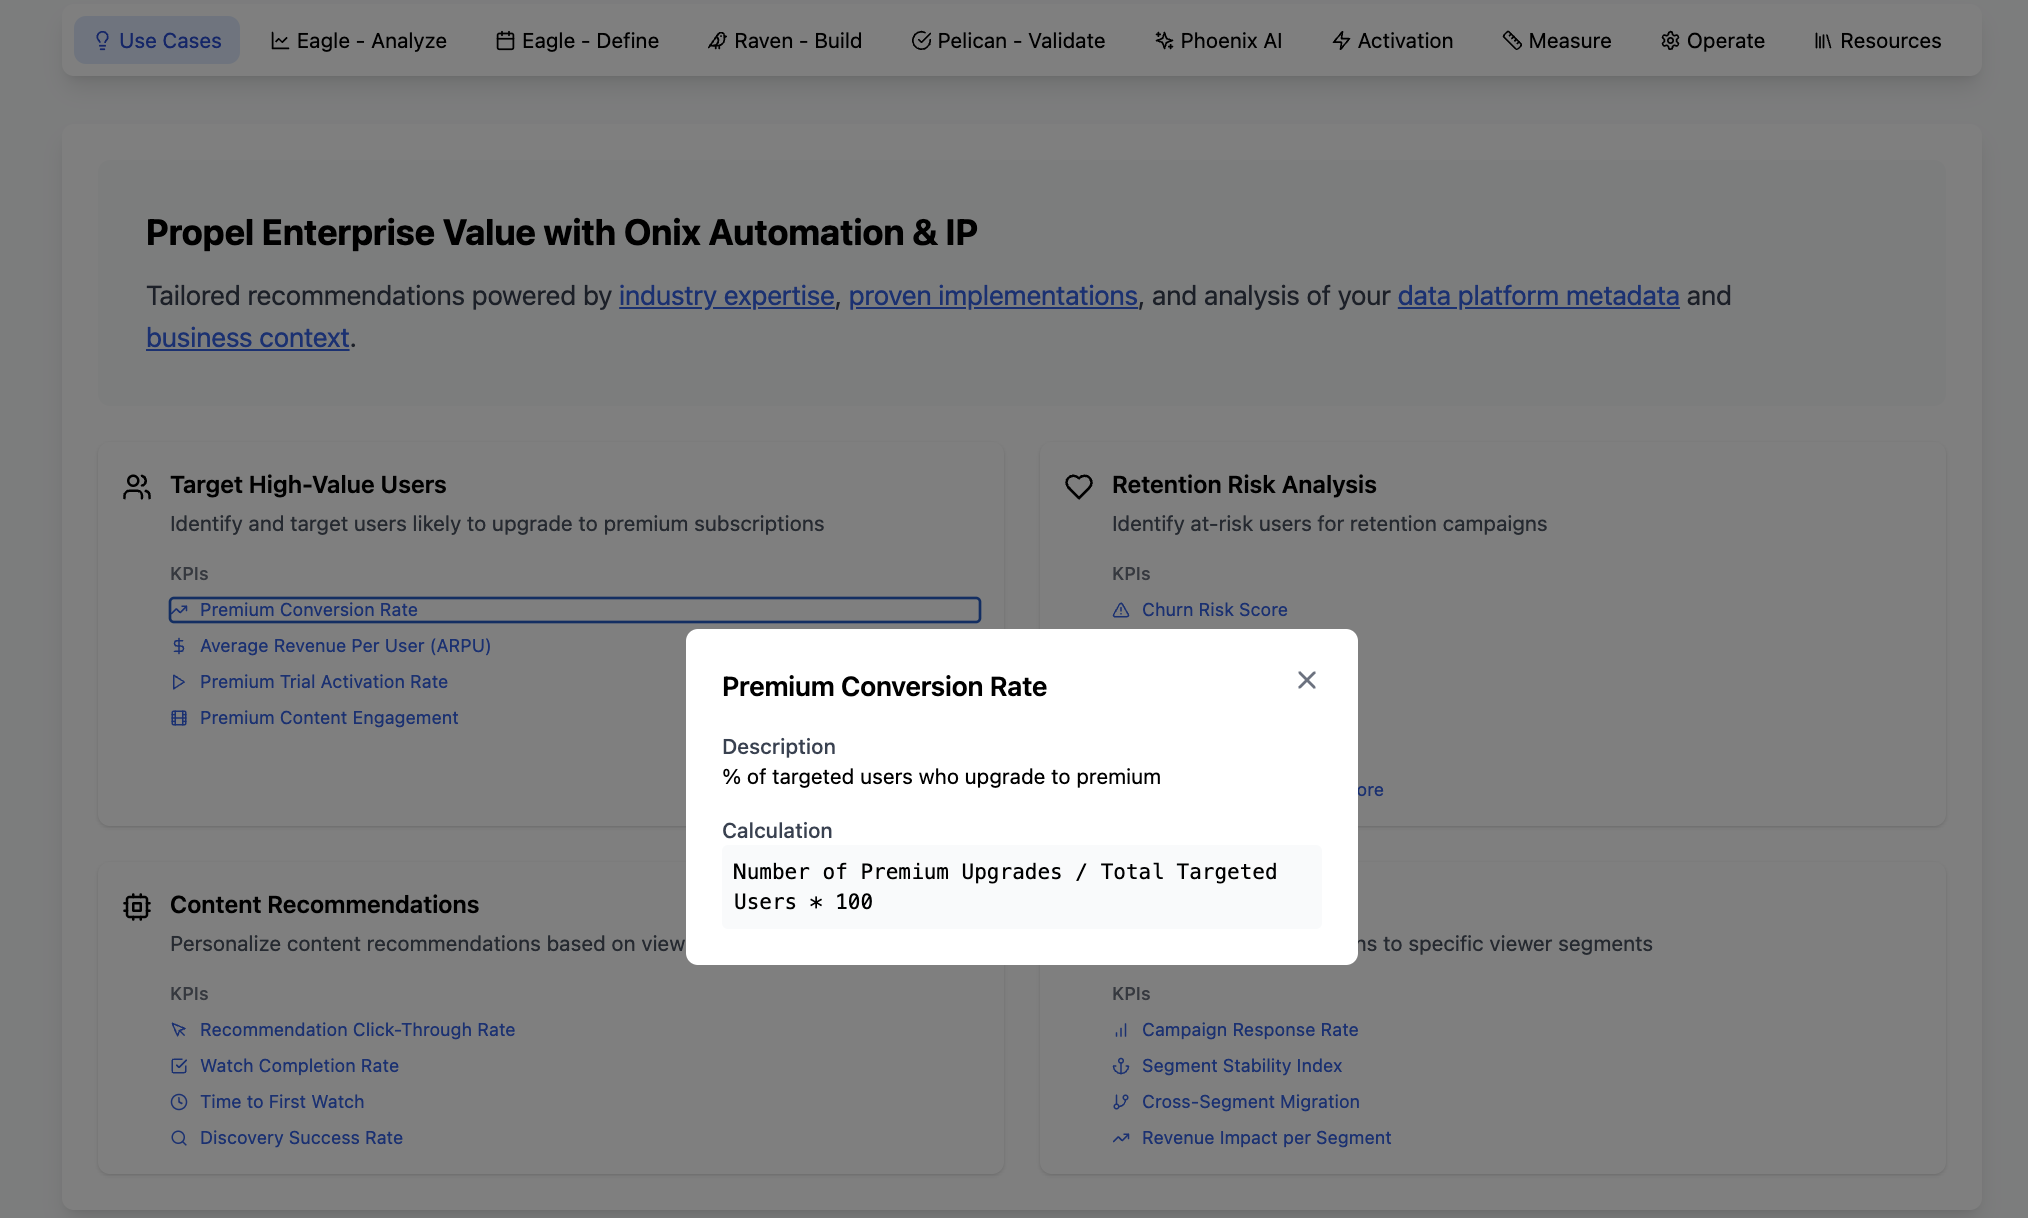 Use Cases
Eagle - Analyze
Eagle - Define
Raven - Build
Pelican - Validate
Phoenix AI
Activation
Measure
Operate
Resources
Propel Enterprise Value with Onix Automation & IP
Tailored recommendations powered by industry expertise, proven implementations, and analysis of your data platform metadata and
business context.
Target High-Value Users
Identify and target users likely to upgrade to premium subscriptions
KPIs
Premium Conversion Rate
Average Revenue Per User (ARPU)
Premium Trial Activation Rate
Premium Content Engagement
Retention Risk Analysis
Identify at-risk users for retention campaigns
KPIs
Churn Risk Score
Premium Conversion Rate
Description
% of targeted users who upgrade to premium
Calculation
Number of Premium Upgrades / Total Targeted
Users * 100
Content Recommendations
Personalize content recommendations based on
KPIs
Recommendation Click-Through Rate
Watch Completion Rate
Time to First Watch
Discovery Success Rate
to specific viewer segments
KPIs
Campaign Response Rate
Segment Stability Index
Cross-Segment Migration
Revenue Impact per Segment